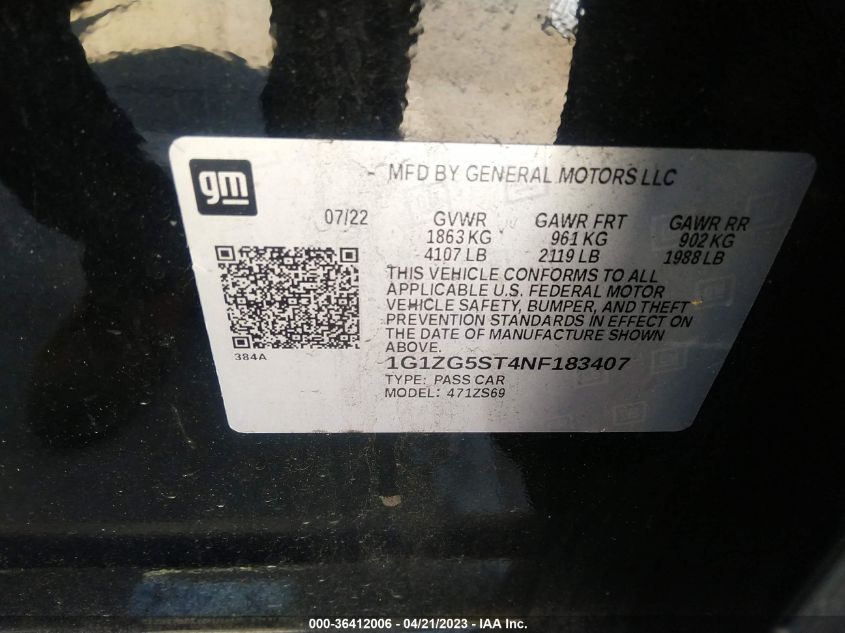 gm
- MFD BY GENERAL MOTORS LLC
07/22 GVWR GAWR FRT GAWR RR
1863 KG 961 KG 902 KG
4107 LB 2119 LB 1988 LB
THIS VEHICLE CONFORMS TO ALL
APPLICABLE U.S. FEDERAL MOTOR
VEHICLE SAFETY, BUMPER, AND THEFT
PREVENTION STANDARDS IN EFFECT ON
THE DATE OF MANUFACTURE SHOWN
ABOVE.
384A
1G1ZG5ST4NF183407
TYPE: PASS CAR
MODEL: 471ZS69
000-36412006 - 04/21/2023 - IAA Inc.